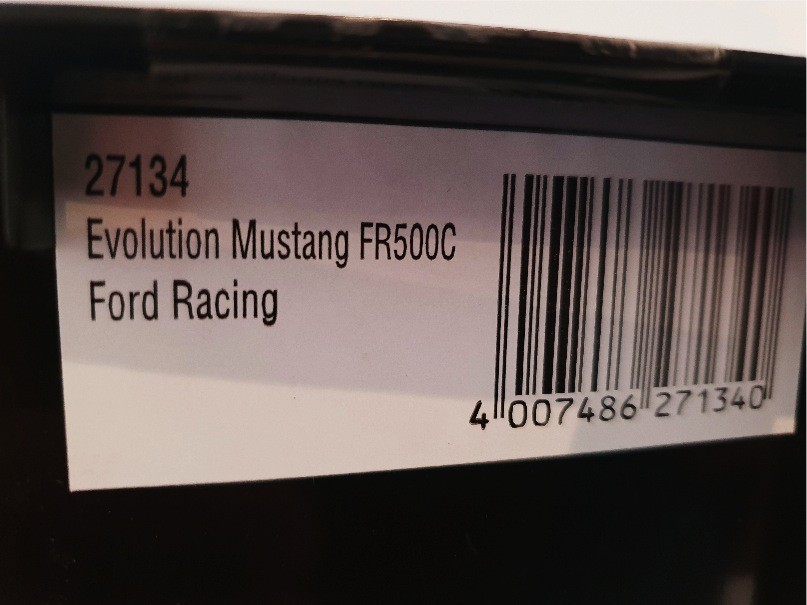 27134
Evolution Mustang FR500C
Ford Racing
4 007486 271340